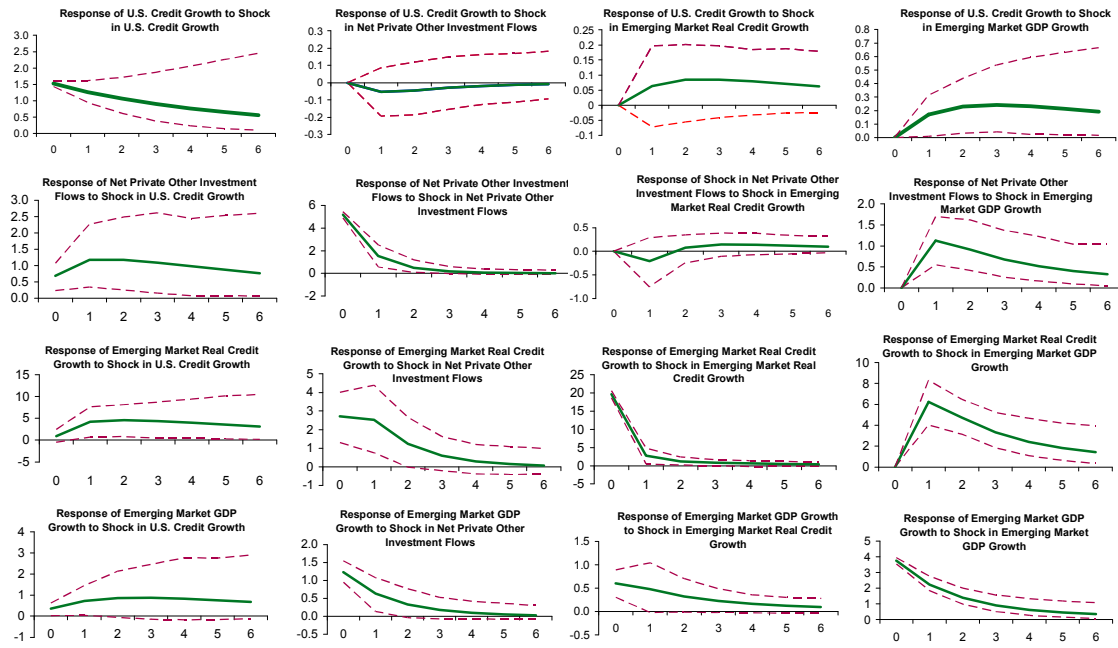 Response of U.S. Credit Growth to Shock
in U.S. Credit Growth
3.0
2.5
2.0
1.5
1.0
0.5
0.0
0 1 2 3 4 5 6
Response of U.S. Credit Growth to Shock
in Net Private Other Investment Flows
0.3
0.2
0.1
0
-0.1
-0.2
-0.3
0 1 2 3 4 5 6
Response of U.S. Credit Growth to Shock
in Emerging Market Real Credit Growth
0.25
0.2
0.15
0.1
0.05
0
-0.05
-0.1
0 1 2 3 4 5 6
Response of U.S. Credit Growth to Shock
in Emerging Market GDP Growth
0.8
0.7
0.6
0.5
0.4
0.3
0.2
0.1
0.0
0 1 2 3 4 5 6
Response of Net Private Other Investment
Flows to Shock in U.S. Credit Growth
3.0
2.5
2.0
1.5
1.0
0.5
0.0
0 1 2 3 4 5 6
Response of Net Private Other Investment
Flows to Shock in Net Private Other
Investment Flows
6
4
2
0
-2
0 1 2 3 4 5 6
Response of Shock in Net Private Other
Investment Flows to Shock in Emerging
Market Real Credit Growth
0.5
0.0
-0.5
-1.0
0 1 2 3 4 5 6
Response of Net Private Other
Investment Flows to Shock in Emerging
Market GDP Growth
2.0
1.5
1.0
0.5
0.0
0 1 2 3 4 5 6
Response of Emerging Market Real Credit
Growth to Shock in U.S. Credit Growth
15
10
5
0
-5
0 1 2 3 4 5 6
Response of Emerging Market Real Credit
Growth to Shock in Net Private Other
Investment Flows
5
4
3
2
1
0
-1
0 1 2 3 4 5 6
Response of Emerging Market Real Credit
Growth to Shock in Emerging Market Real
Credit Growth
25
20
15
10
5
0
-5
0 1 2 3 4 5 6
Response of Emerging Market Real Credit
Growth to Shock in Emerging Market GDP
Growth
10
8
6
4
2
0
0 1 2 3 4 5 6
Response of Emerging Market GDP
Growth to Shock in U.S. Credit Growth
4
3
2
1
0
-1
0 1 2 3 4 5 6
Response of Emerging Market GDP
Growth to Shock in Net Private Other
Investment Flows
2.0
1.5
1.0
0.5
0.0
-0.5
0 1 2 3 4 5 6
Response of Emerging Market GDP Growth
to Shock in Emerging Market Real Credit
Growth
1.5
1.0
0.5
0.0
-0.5
0 1 2 3 4 5 6
Response of Emerging Market GDP
Growth to Shock in Emerging Market
GDP Growth
5
4
3
2
1
0
0 1 2 3 4 5 6